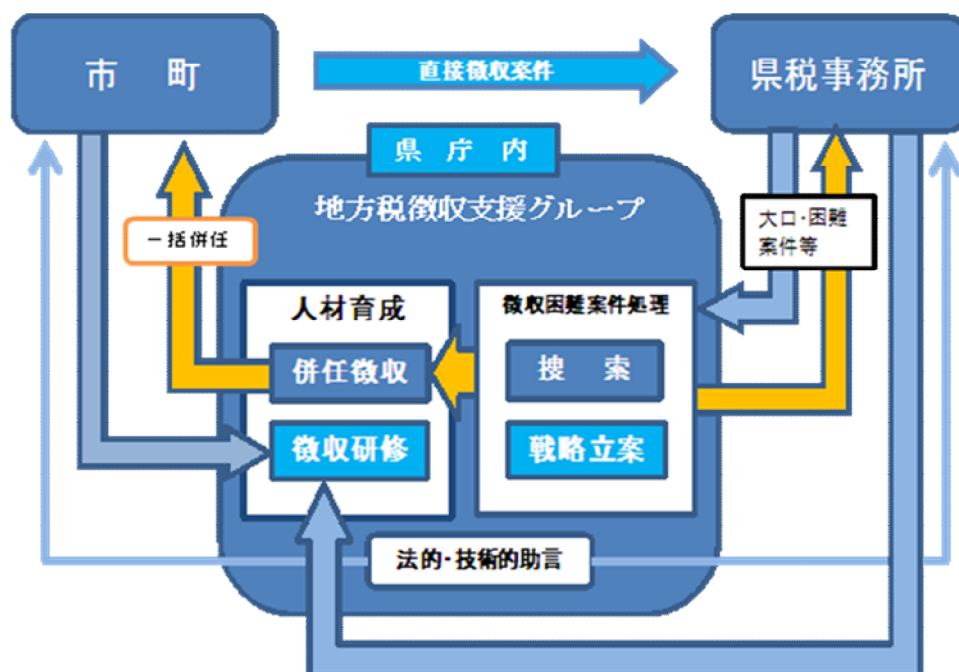 市　町
直接徴収案件
県税事務所
県 庁 内
地方税徴収支援グループ
一括併任
大口・困難
案件等
人材育成
徴収困難案件処理
併任徴収
捜　索
徴収研修
戦略立案
法的・技術的助言